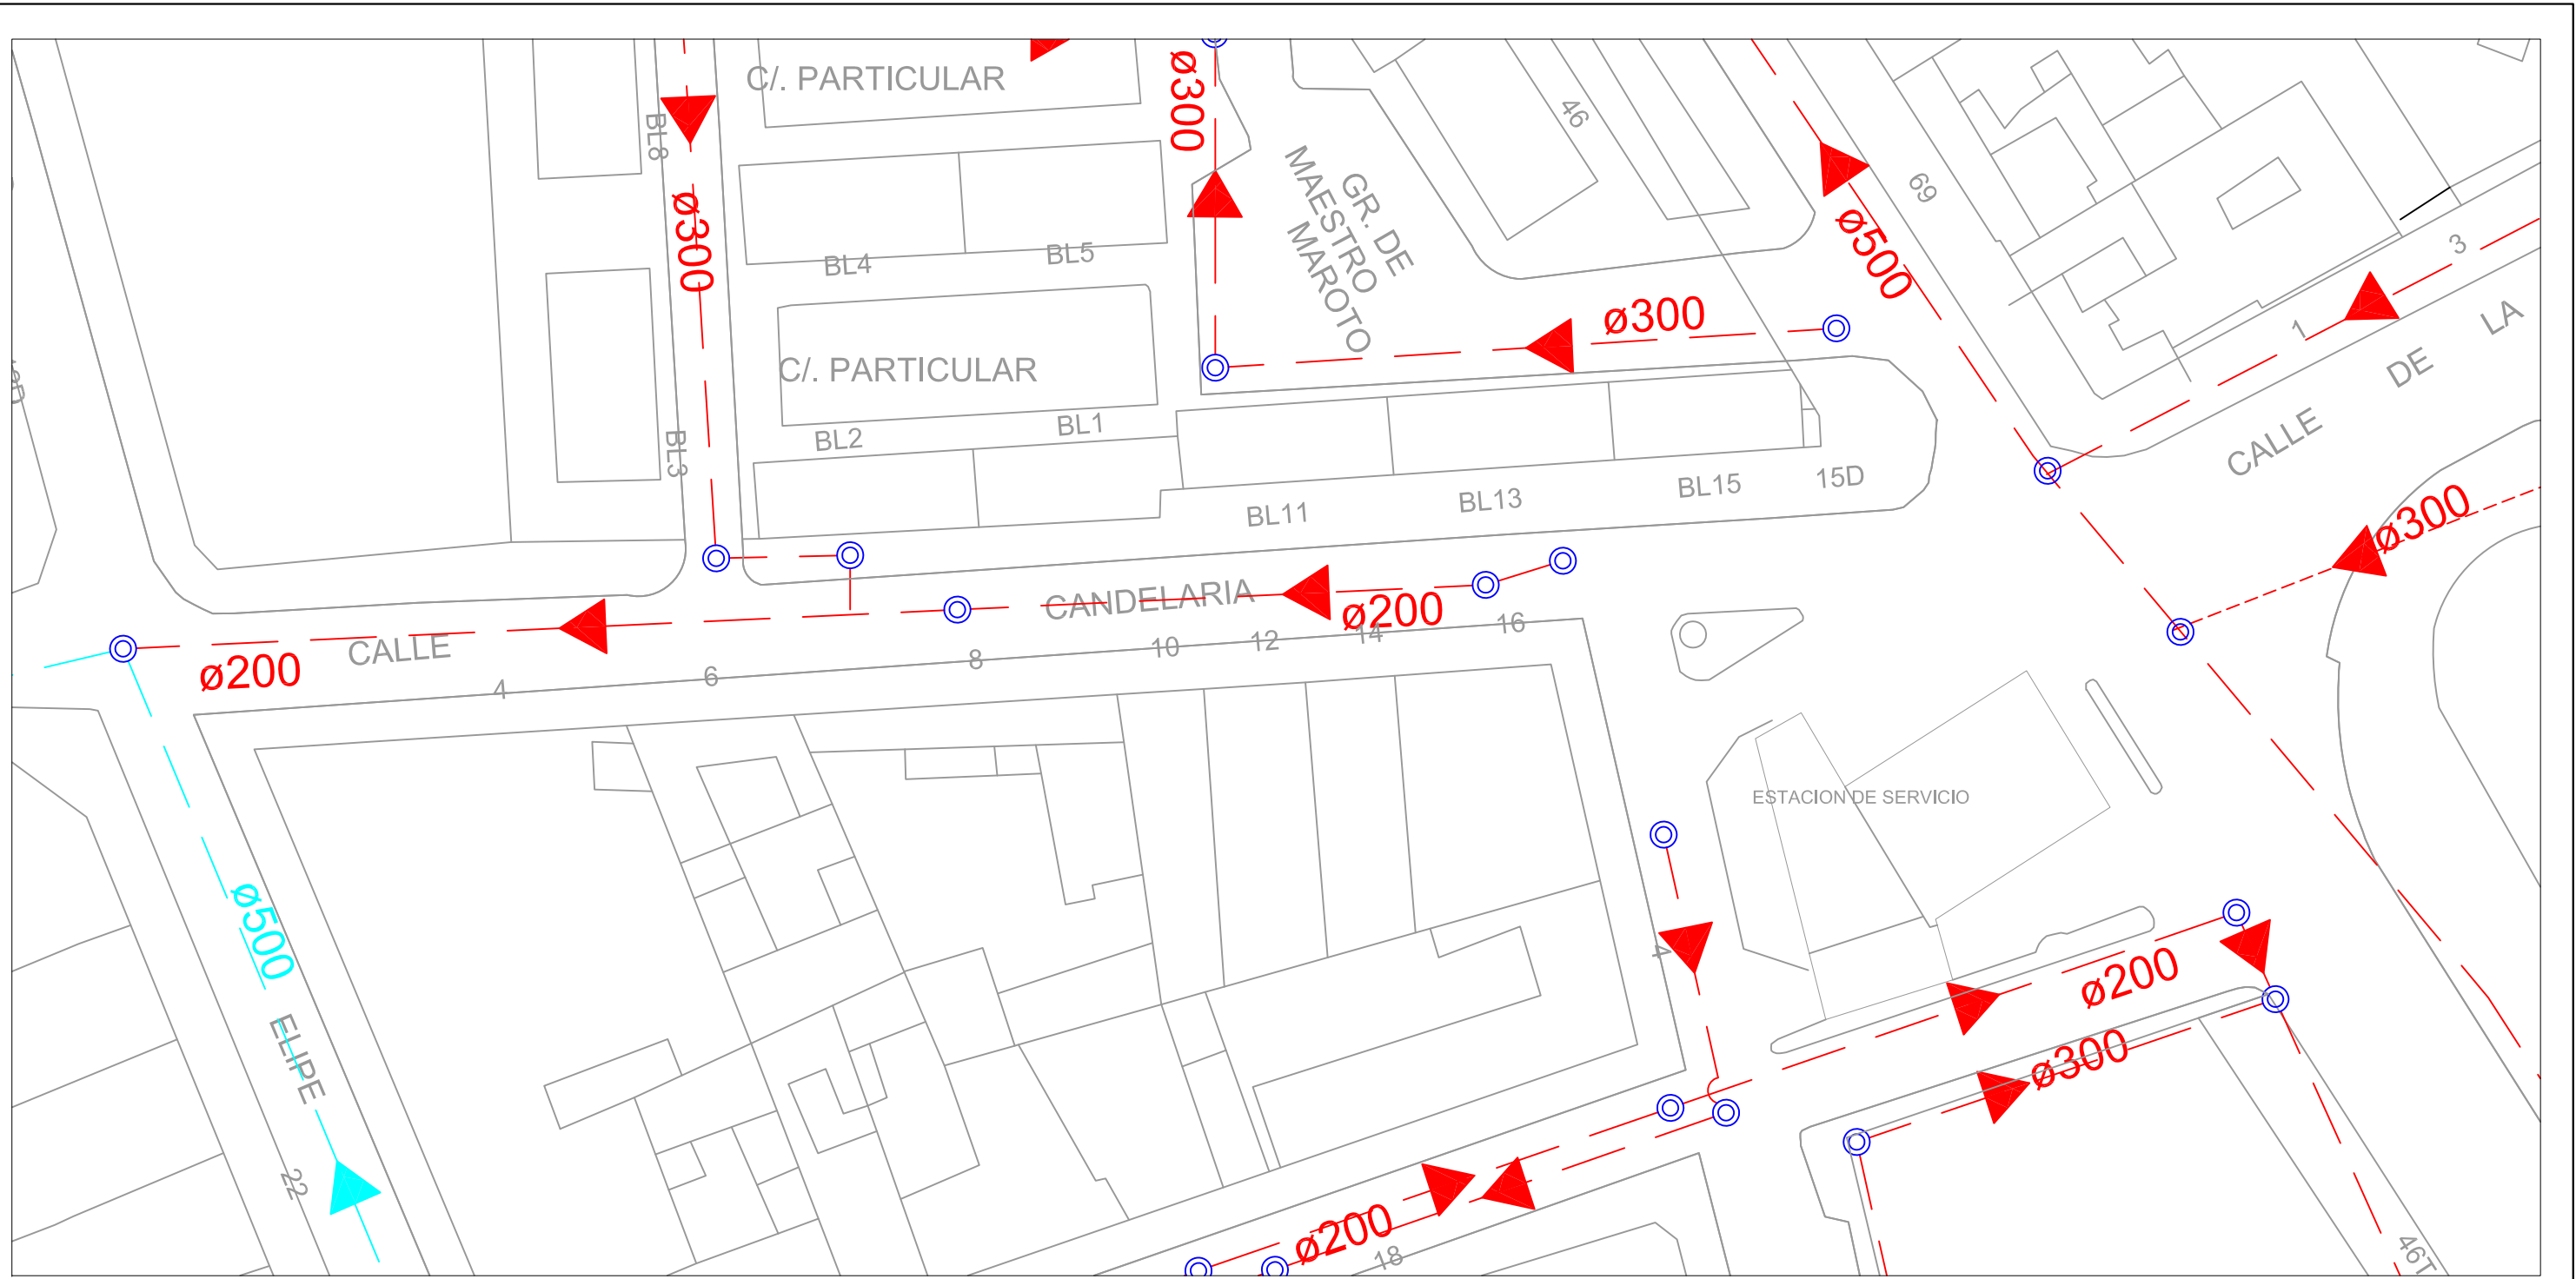 C/. PARTICULAR
ø300
46
BL8
ø300
GR. DE
MAESTRO
MAROTO
69
ø500
3
BL4
BL5
ø300
1
LA
DE
C/. PARTICULAR
CALLE
BL3
BL2
BL1
BL11
BL13
BL15
15D
ø300
CANDELARIA
ø200
CALLE
ø200
4
6
8
10
12
14
16
ESTACION DE SERVICIO
ø500
4
ø200
ELIPE
ø300
22
ø200
18
46T